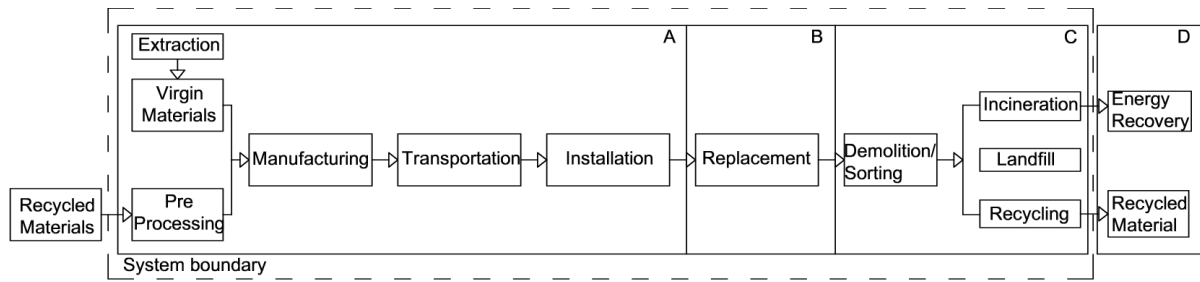 A
B
C
D
Extraction
Virgin
Materials
Recycled
Materials
Pre
Processing
Manufacturing
Transportation
Installation
Replacement
Demolition/
Sorting
Incineration
Landfill
Recycling
Energy
Recovery
Recycled
Material
System boundary